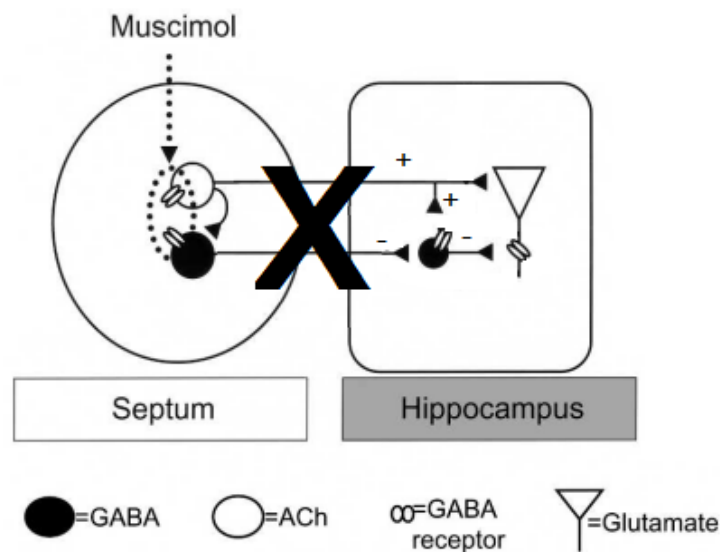 Muscimol
+
+
-
-
X
Septum
Hippocampus
=GABA
=ACh
=GABA
receptor
=Glutamate